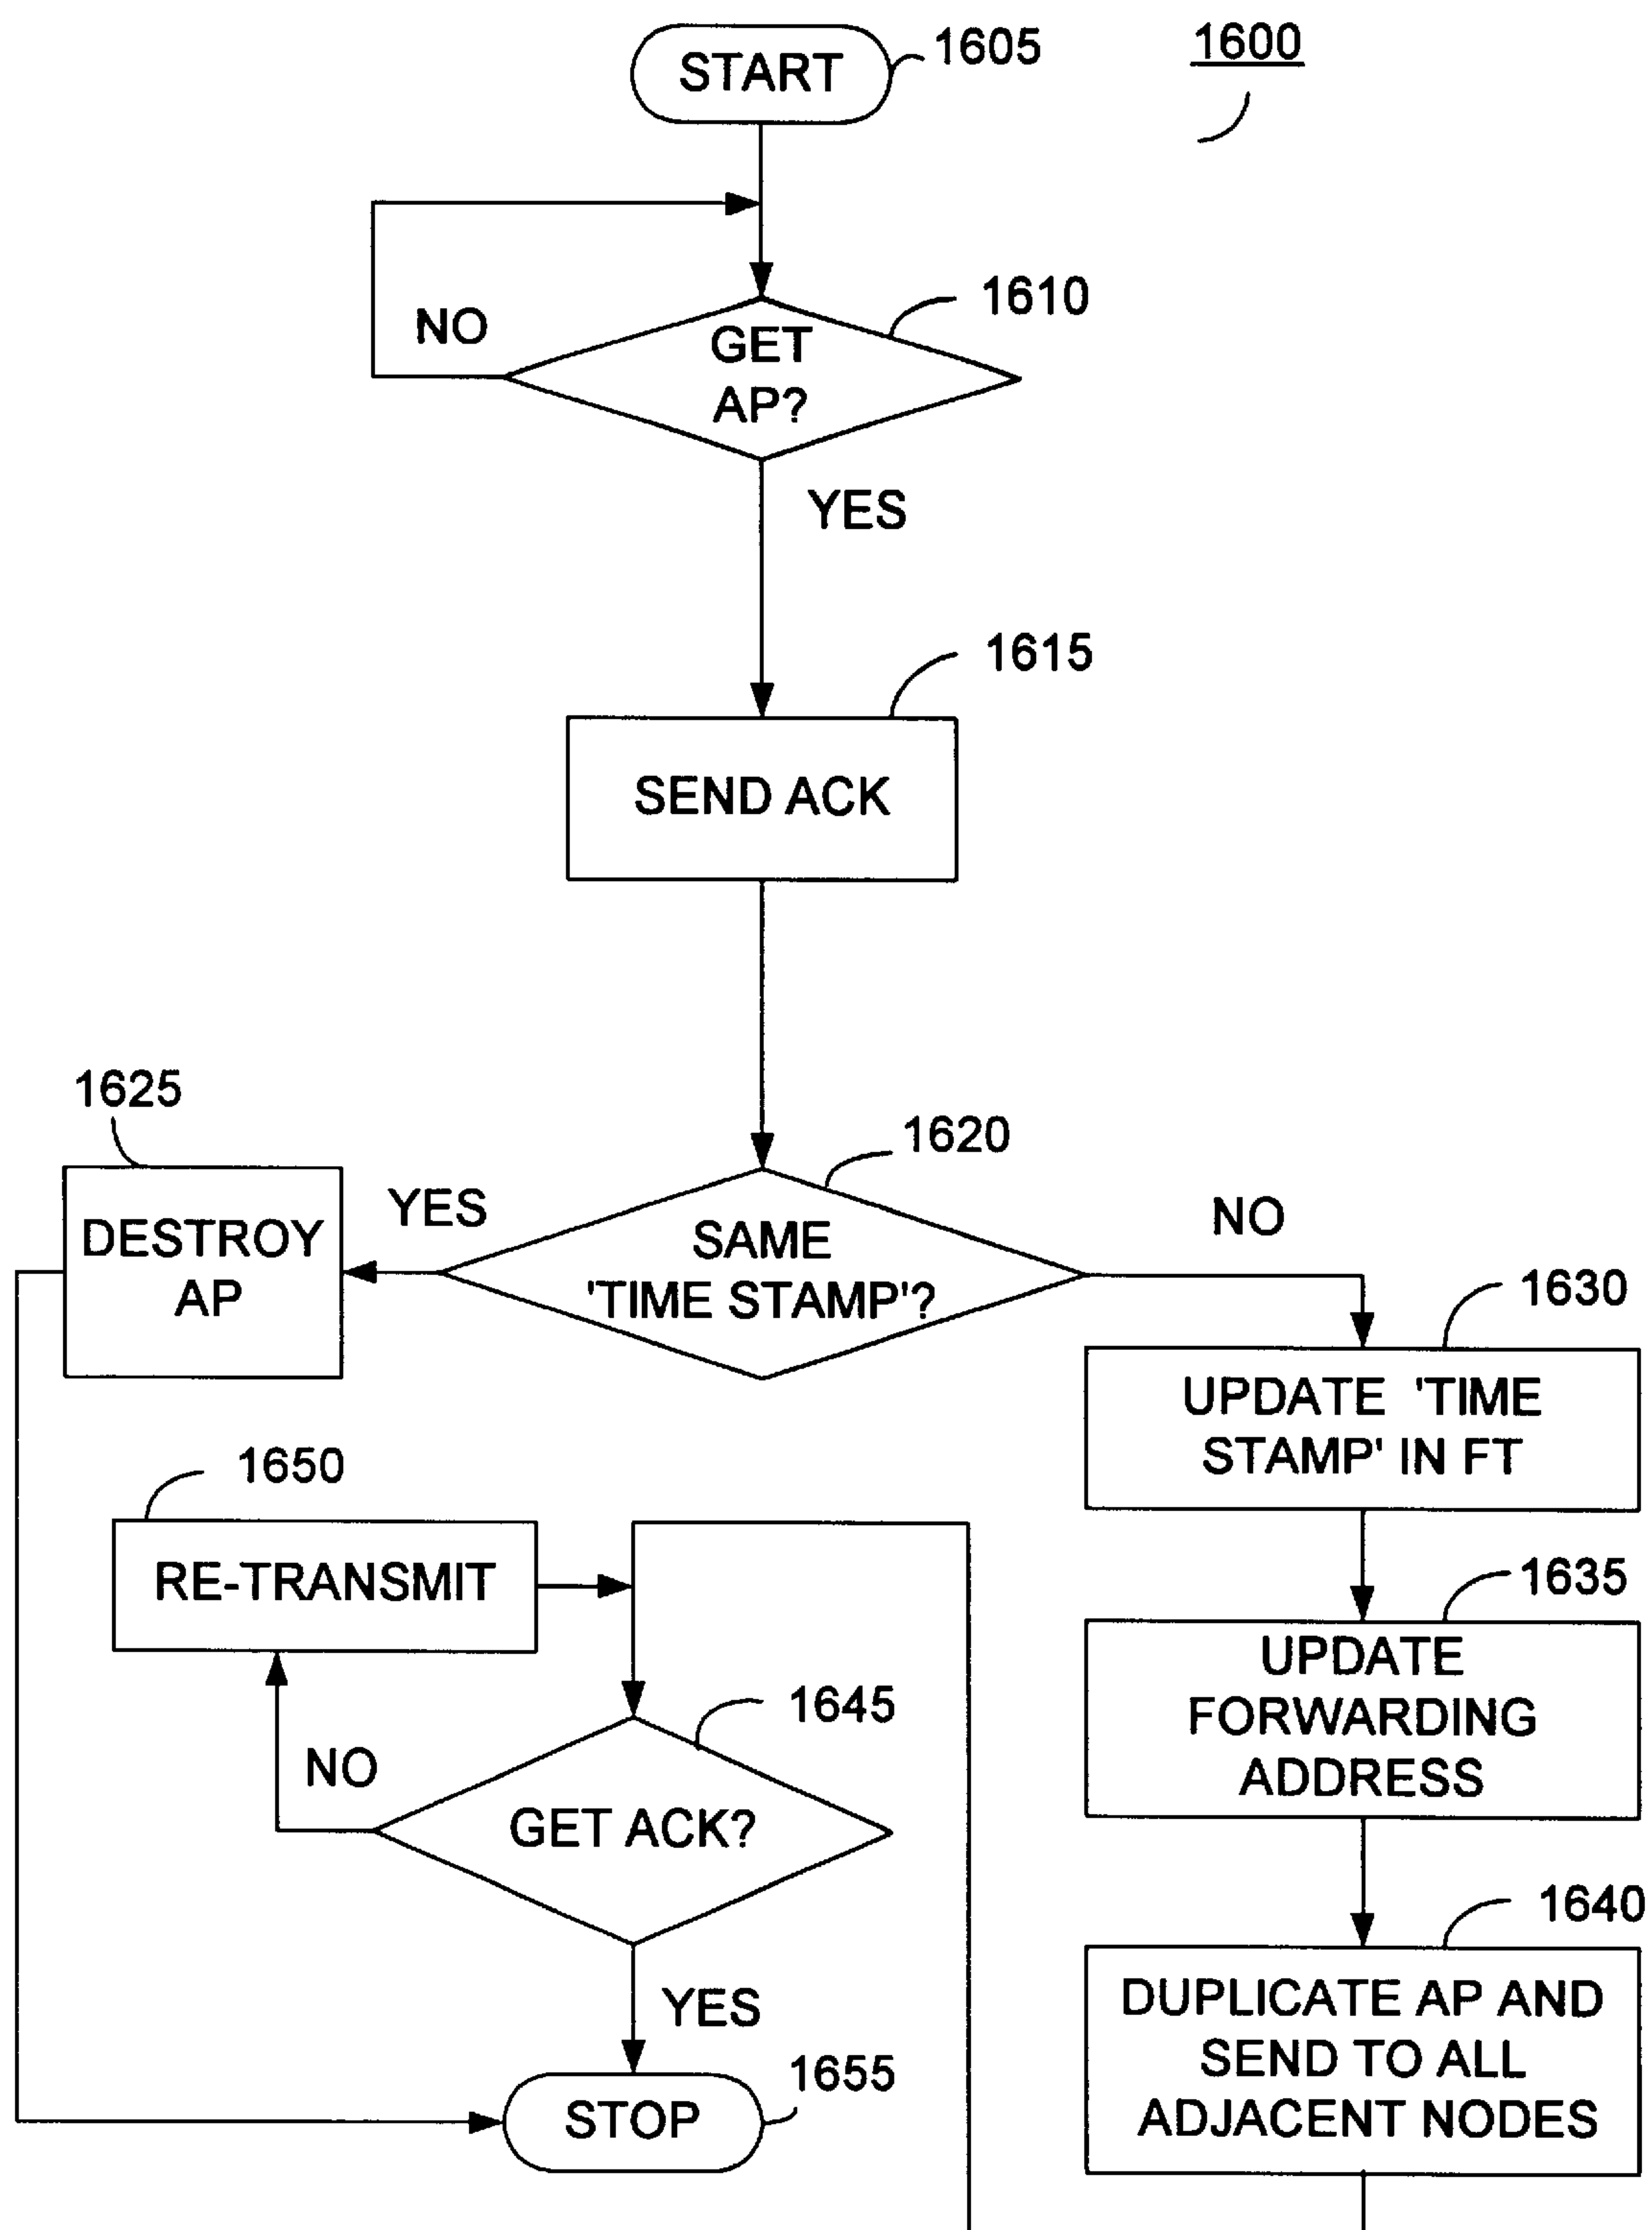 START
1605
1600
NO
GET
AP?
1610
YES
1615
SEND ACK
1625
1620
DESTROY
AP
YES
SAME
'TIME STAMP'?
NO
1630
UPDATE 'TIME
STAMP' IN FT
1650
RE-TRANSMIT
1635
UPDATE
FORWARDING
ADDRESS
1645
NO
GET ACK?
1640
DUPLICATE AP AND
SEND TO ALL
ADJACENT NODES
YES
1655
STOP